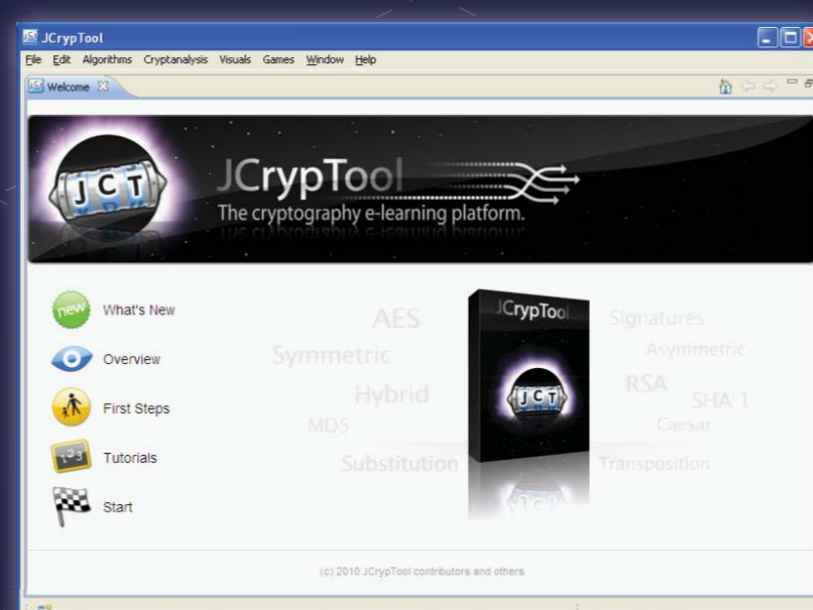 JCrypTool
File Edit Algorithms Cryptanalysis Visuals Games Window Help
Welcome
JCT
JCrypTool
The cryptography e-learning platform.
new What's New
Overview
First Steps
123 Tutorials
Start
AES
Symmetric
Hybrid
MD5
Substitution
JCrypTool
JCT
Signatures
Asymmetric
RSA
SHA 1
Caesar
Transposition
(c) 2010 JCrypTool contributors and others